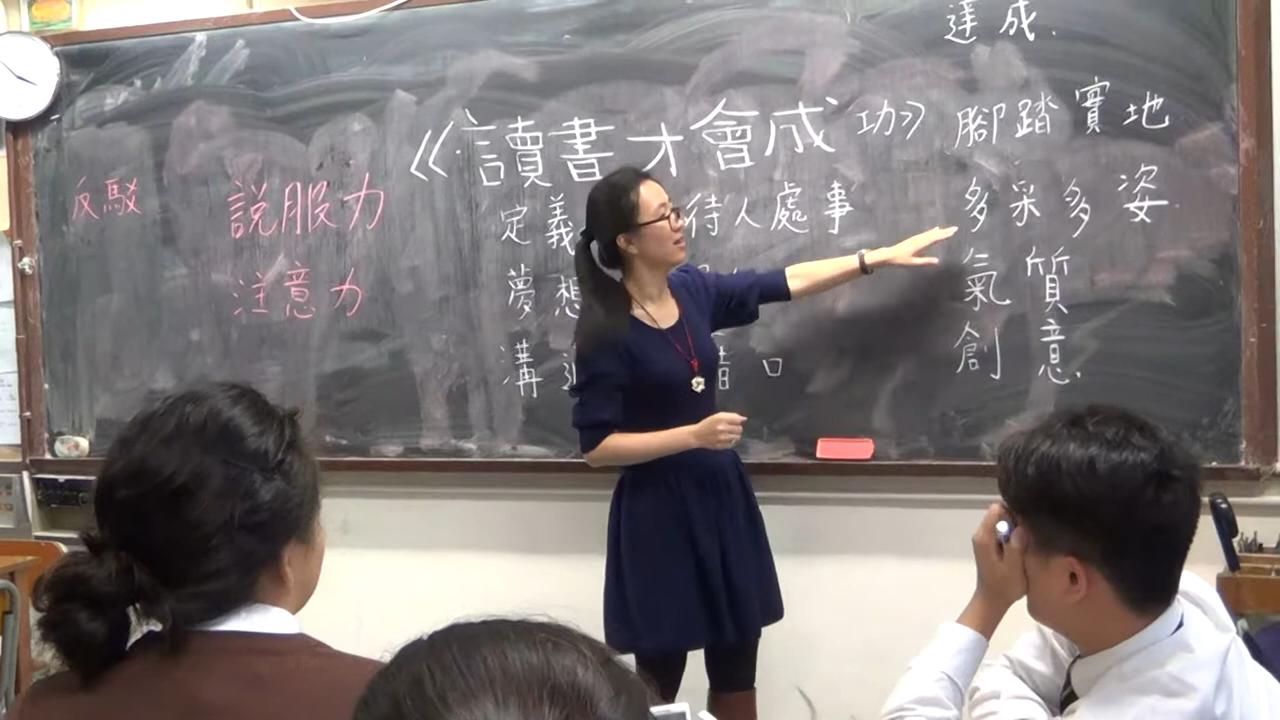 達成.
《讀書才會成功》
反駁 說服力
注意力
定義 待人處事
夢想
溝 口
腳踏實地
多采多姿
氣質
創意